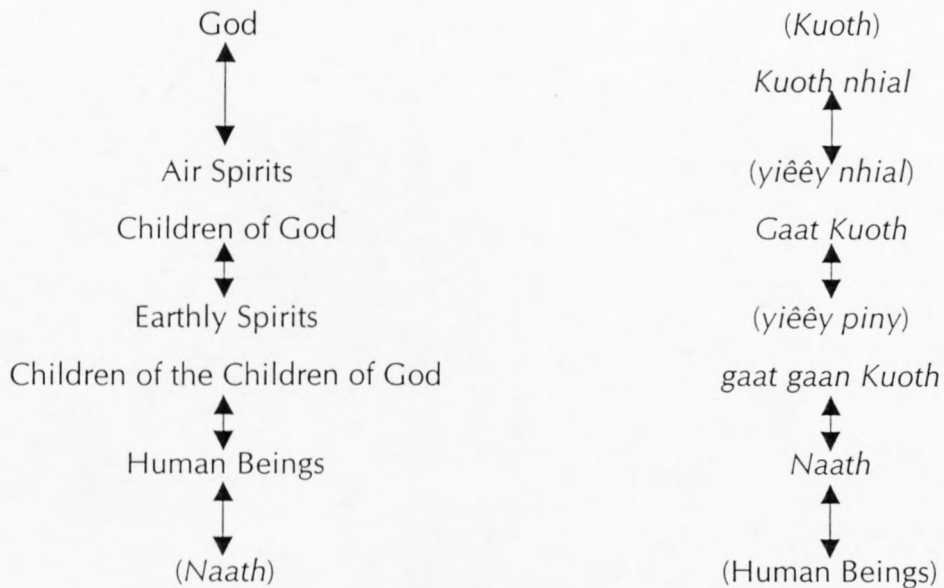 God
Air Spirits
Children of God
Earthly Spirits
Children of the Children of God
Human Beings
(Naath)
(Kuoth)
Kuoth nhial
(yiêêy nhial)
Gaat Kuoth
(yiêêy piny)
gaat gaan Kuoth
Naath
(Human Beings)